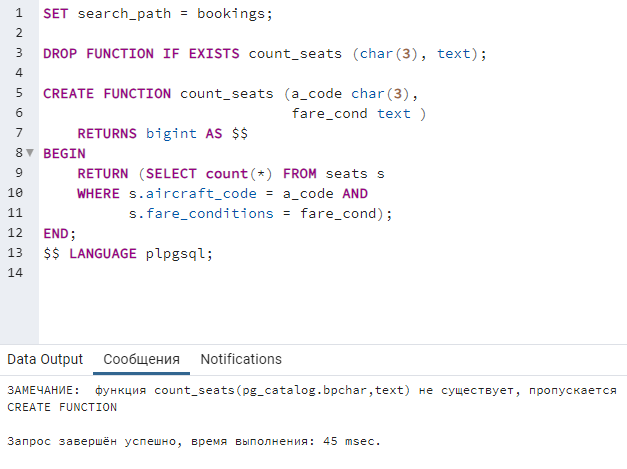 1 SET search_path = bookings;
2
3 DROP FUNCTION IF EXISTS count_seats (char(3), text);
4
5 CREATE FUNCTION count_seats (a_code char(3),
6 fare_cond text )
7 RETURNS bigint AS $$
8 BEGIN
9 RETURN (SELECT count(*) FROM seats s
10 WHERE s.aircraft_code = a_code AND
11 s.fare_conditions = fare_cond);
12 END;
13 $$ LANGUAGE plpgsql;
14
Data Output Сообщения Notifications
ЗАМЕЧАНИЕ: функция count_seats(pg_catalog.bpchar,text) не существует, пропускается
CREATE FUNCTION
Запрос завершён успешно, время выполнения: 45 msec.